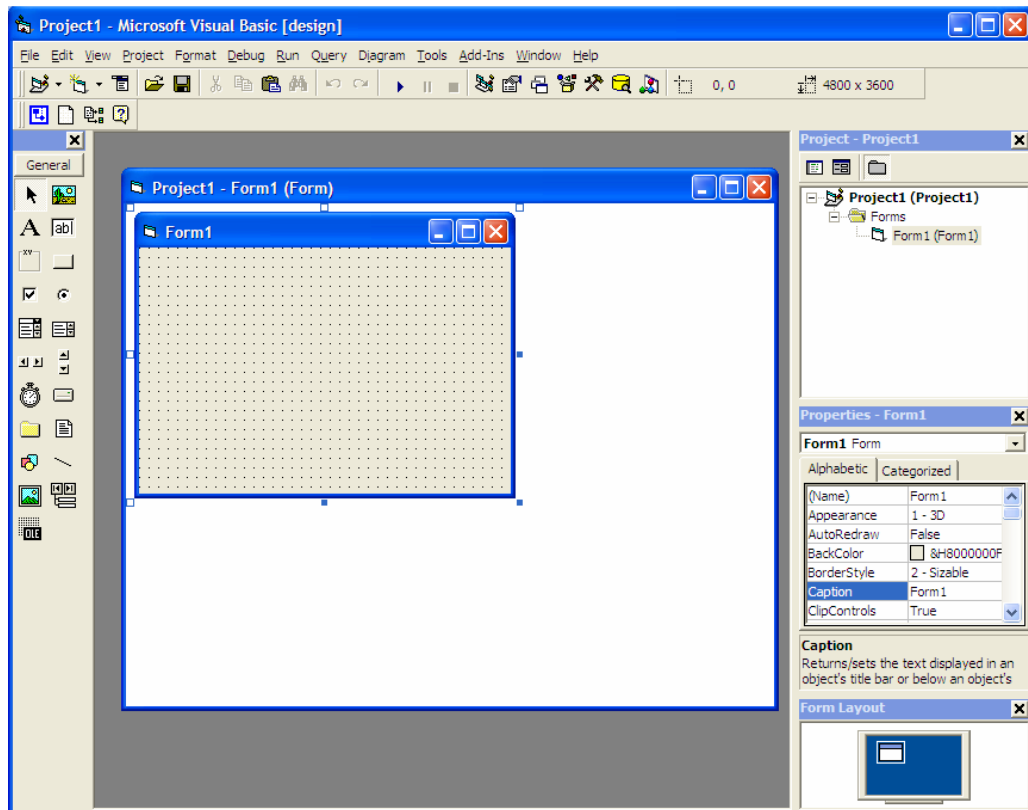 Project1 - Microsoft Visual Basic [design]
File Edit View Project Format Debug Run Query Diagram Tools Add-Ins Window Help
0, 0 4800 x 3600
General
A ab|
xv
OLE
Project1 - Form1 (Form)
Form1
Project - Project1
Project1 (Project1)
Forms
Form1 (Form1)
Properties - Form1
Form1 Form
Alphabetic Categorized
(Name) Form1
Appearance 1 - 3D
AutoRedraw False
BackColor &H8000000F
BorderStyle 2 - Sizable
Caption Form1
ClipControls True
Caption
Returns/sets the text displayed in an
object's title bar or below an object's
Form Layout